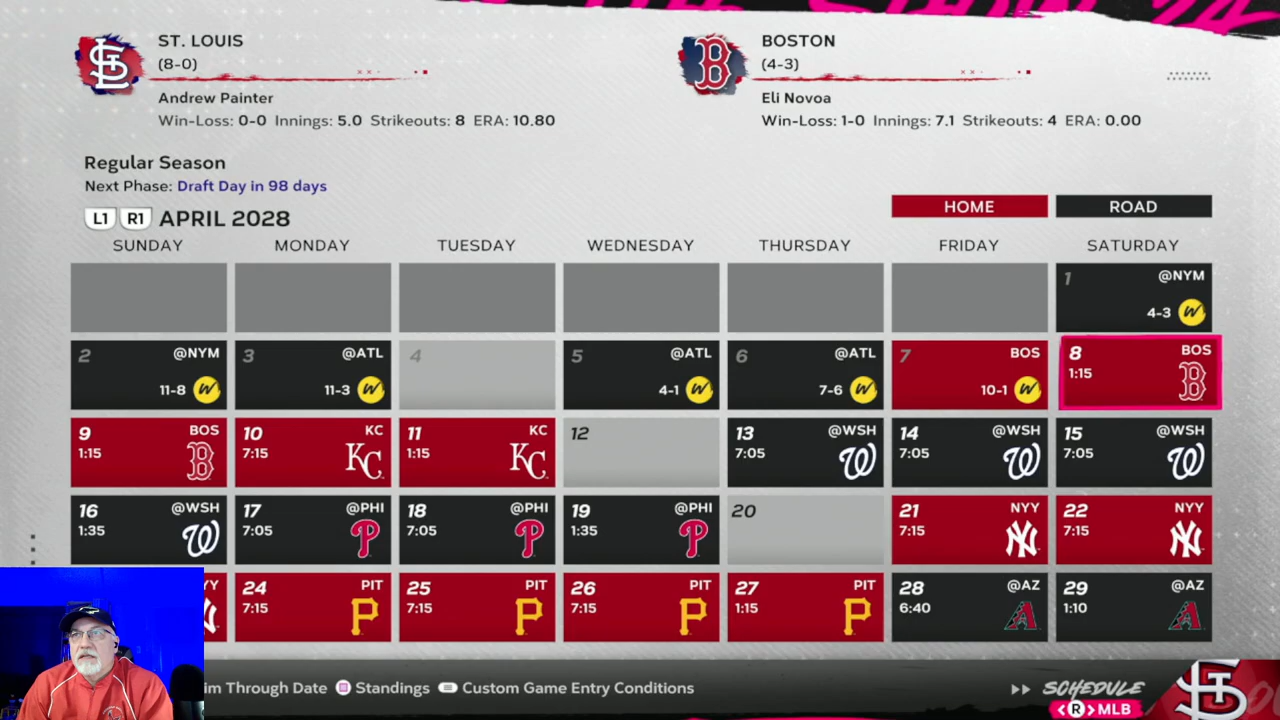 ST. LOUIS
(8-0)
Andrew Painter
Win-Loss: 0-0 Innings: 5.0 Strikeouts: 8 ERA: 10.80
BOSTON
(4-3)
Eli Novoa
Win-Loss: 1-0 Innings: 7.1 Strikeouts: 4 ERA: 0.00
Regular Season
Next Phase: Draft Day in 98 days
L1 R1 APRIL 2028
HOME ROAD
SUNDAY MONDAY TUESDAY WEDNESDAY THURSDAY FRIDAY SATURDAY
1 @NYM
4-3 W
2 @NYM
11-8 W
3 @ATL
11-3 W
4
5 @ATL
4-1 W
6 @ATL
7-6 W
7 BOS
10-1 W
8 BOS
1:15 B
9 BOS
1:15 B
10 KC
7:15 KC
11 KC
1:15 KC
12
13 @WSH
7:05 W
14 @WSH
7:05 W
15 @WSH
7:05 W
16 @WSH
1:35 W
17 @PHI
7:05 P
18 @PHI
7:05 P
19 @PHI
1:35 P
20
21 NYY
7:15 NY
22 NYY
7:15 NY
24 PIT
7:15 P
25 PIT
7:15 P
26 PIT
7:15 P
27 PIT
1:15 P
28 @AZ
6:40 A
29 @AZ
1:10 A
Through Date Standings Custom Game Entry Conditions
SCHEDULE
R MLB